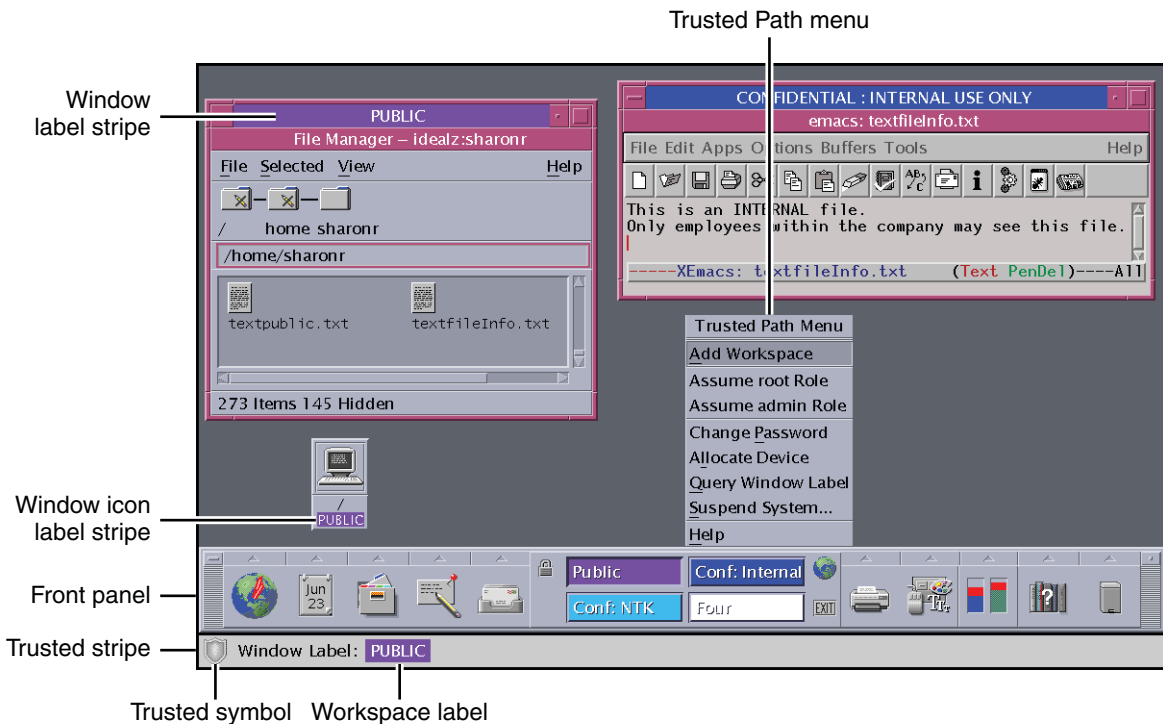 Trusted Path menu
Window
label stripe
PUBLIC
File Manager – idealz:sharonr
File Selected View Help
/ home sharonr
/home/sharonr
textpublic.txt textfileInfo.txt
273 Items 145 Hidden
CONFIDENTIAL : INTERNAL USE ONLY
emacs: textfileInfo.txt
File Edit Apps Options Buffers Tools Help
This is an INTERNAL file.
Only employees within the company may see this file.
-----XEmacs: textfileInfo.txt (Text PenDel)----All
Trusted Path Menu
Add Workspace
Assume root Role
Assume admin Role
Change Password
Allocate Device
Query Window Label
Suspend System...
Help
/
PUBLIC
Window icon
label stripe
Front panel
Jun
23
Public Conf: Internal
Conf: NTK Four EXIT
Trusted stripe
Window Label: PUBLIC
Trusted symbol Workspace label